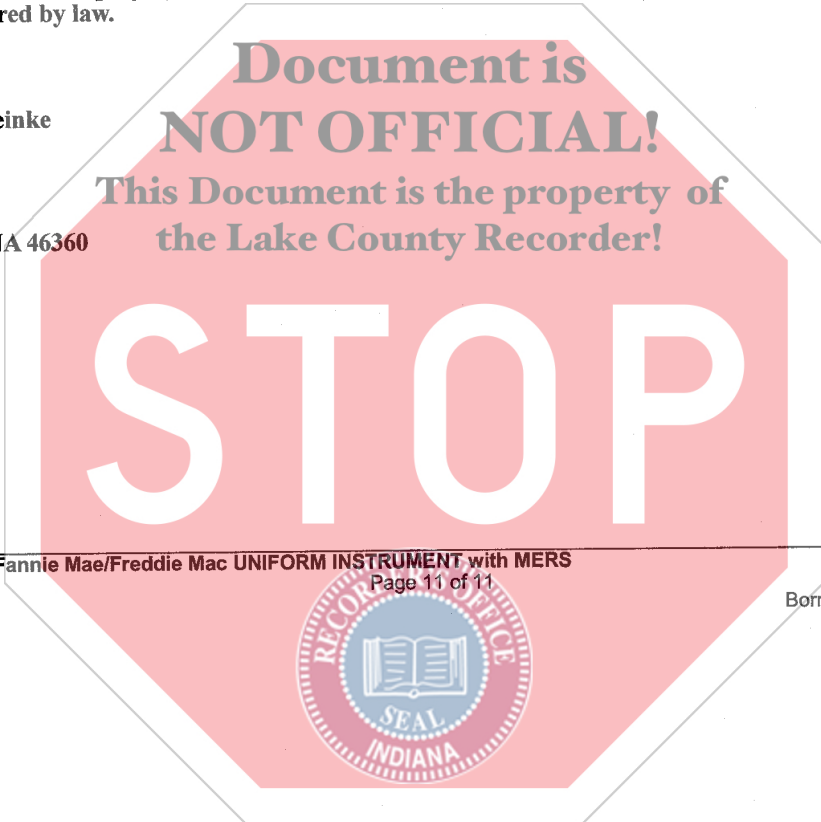 red by law.
Document is
NOT OFFICIAL!
einke
This Document is the property of
the Lake County Recorder!
NA 46360
STOP
Fannie Mae/Freddie Mac UNIFORM INSTRUMENT with MERS
Page 11 of 11
Borr
RECORDER'S OFFICE
SEAL
INDIANA